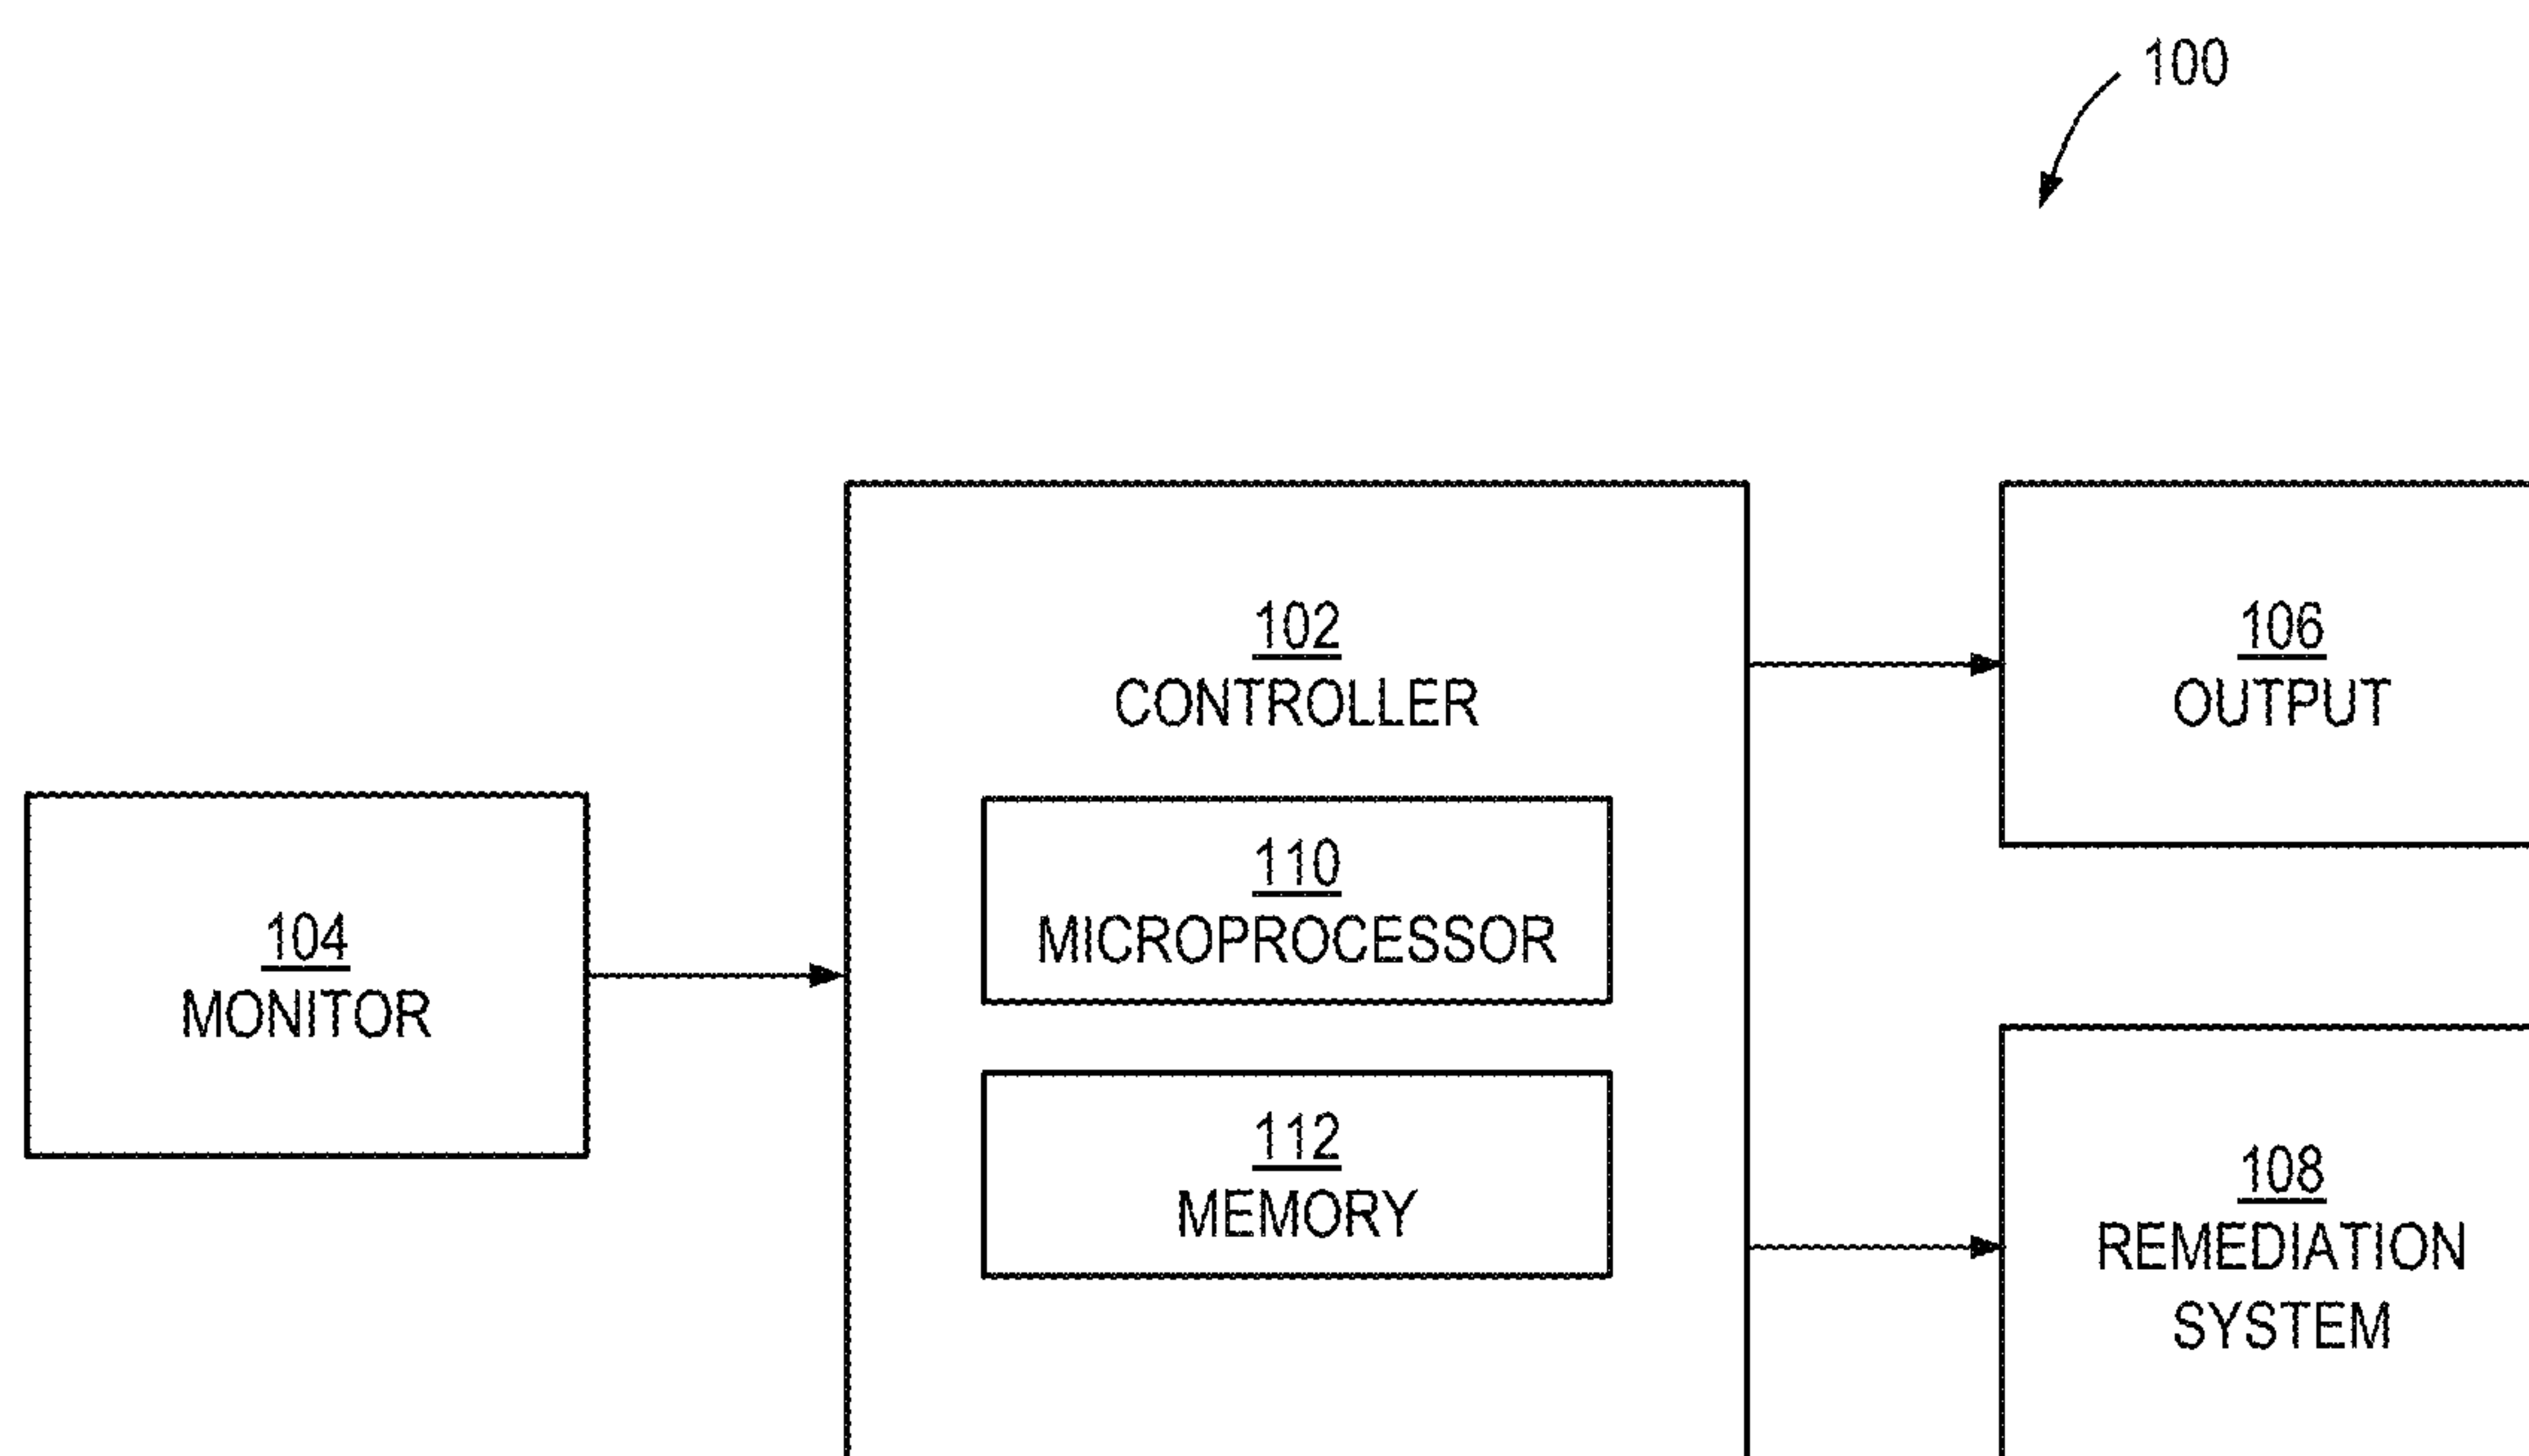 100
102
CONTROLLER
106
OUTPUT
110
MICROPROCESSOR
104
MONITOR
112
MEMORY
108
REMEDIATION
SYSTEM